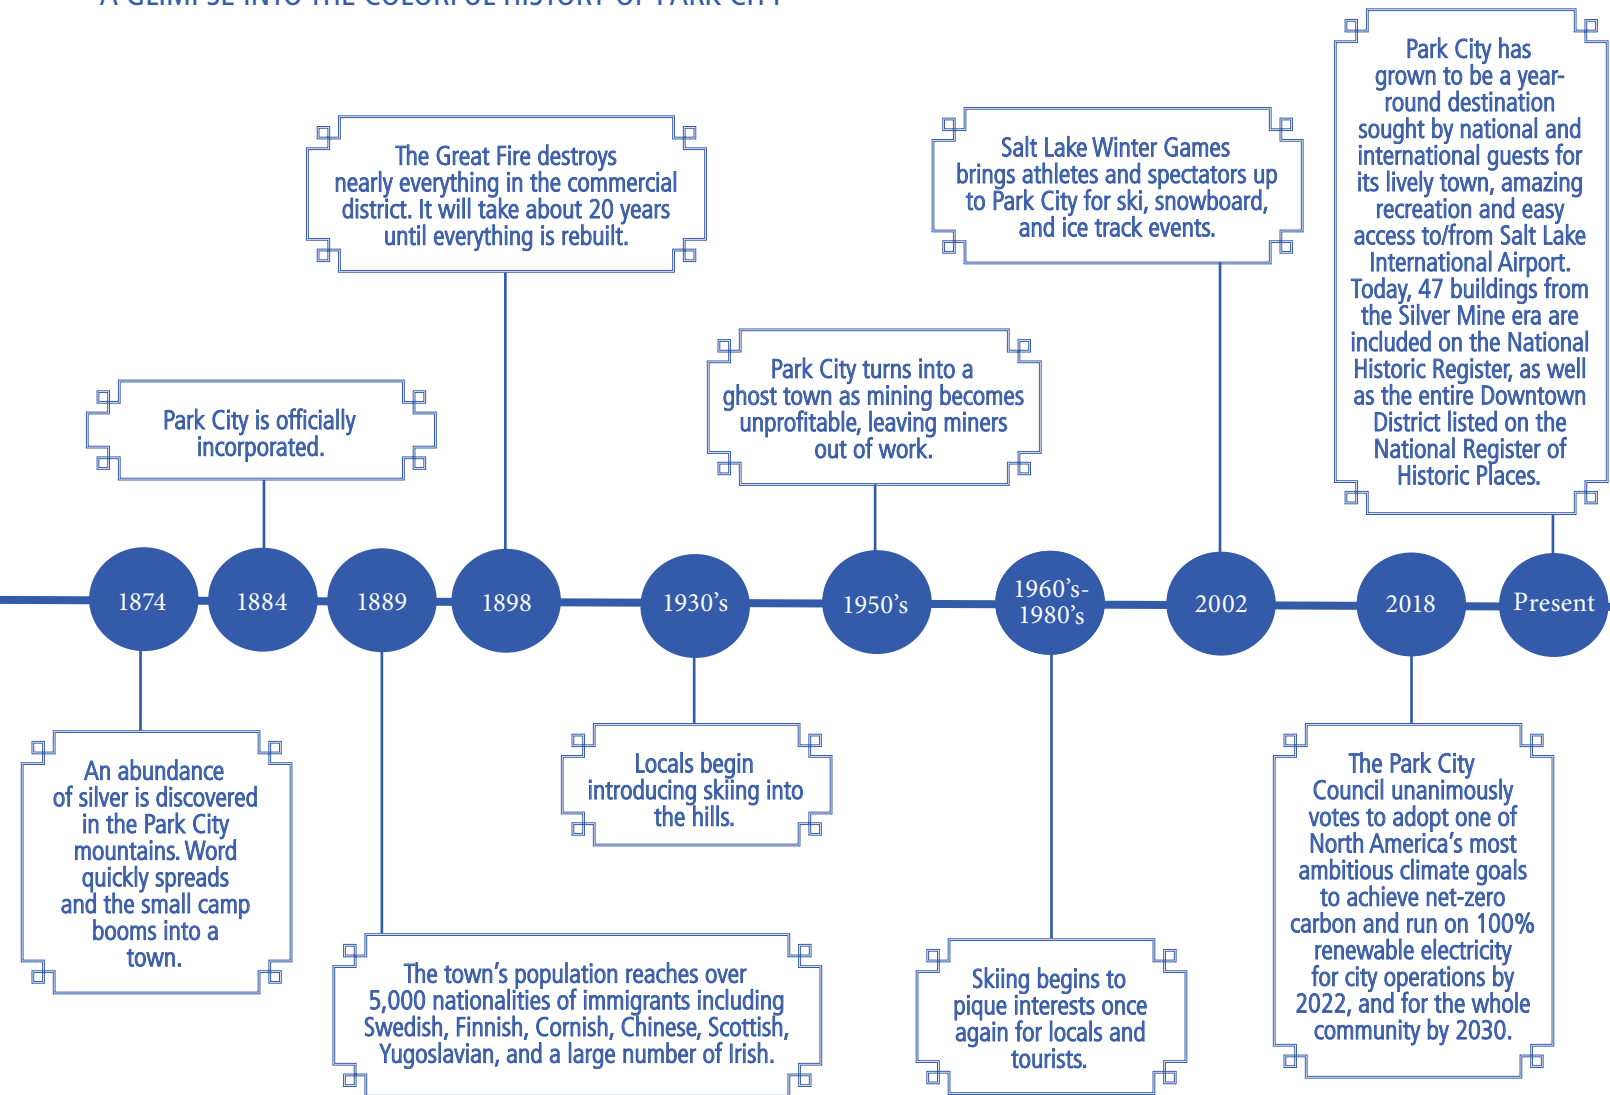 A GLIMPSE INTO THE COLORFUL HISTORY OF PARK CITY
Park City has
grown to be a year-
round destination
sought by national and
international guests for
its lively town, amazing
recreation and easy
access to/from Salt Lake
International Airport.
Today, 47 buildings from
the Silver Mine era are
included on the National
Historic Register, as well
as the entire Downtown
District listed on the
National Register of
Historic Places.
The Great Fire destroys
nearly everything in the commercial
district. It will take about 20 years
until everything is rebuilt.
Salt Lake Winter Games
brings athletes and spectators up
to Park City for ski, snowboard,
and ice track events.
Park City turns into a
ghost town as mining becomes
unprofitable, leaving miners
out of work.
Park City is officially
incorporated.
1874
1884
1889
1898
1930’s
1950’s
1960’s-
1980’s
2002
2018
Present
An abundance
of silver is discovered
in the Park City
mountains. Word
quickly spreads
and the small camp
booms into a
town.
Locals begin
introducing skiing into
the hills.
The Park City
Council unanimously
votes to adopt one of
North America’s most
ambitious climate goals
to achieve net-zero
carbon and run on 100%
renewable electricity
for city operations by
2022, and for the whole
community by 2030.
The town’s population reaches over
5,000 nationalities of immigrants including
Swedish, Finnish, Cornish, Chinese, Scottish,
Yugoslavian, and a large number of Irish.
Skiing begins to
pique interests once
again for locals and
tourists.